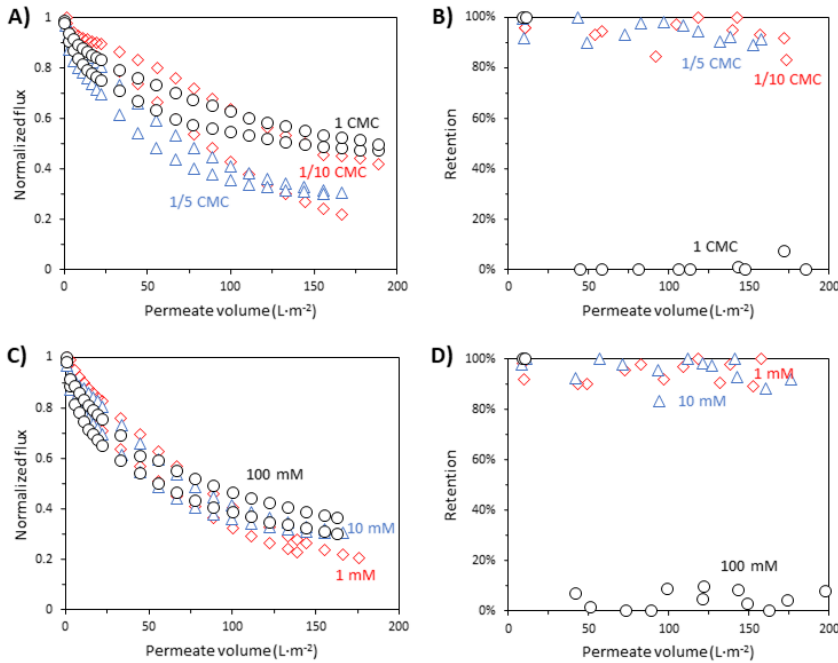 A)
1
0.8
0.6
0.4
0.2
0
0
50
100
150
200
Normalized flux
Permeate volume (L·m-2)
1 CMC
1/10 CMC
1/5 CMC
B)
100%
80%
60%
40%
20%
0%
0
50
100
150
200
Retention
Permeate volume (L·m-2)
1/5 CMC
1/10 CMC
1 CMC
C)
1
0.8
0.6
0.4
0.2
0
0
50
100
150
200
Normalized flux
Permeate volume (L·m-2)
100 mM
10 mM
1 mM
D)
100%
80%
60%
40%
20%
0%
0
50
100
150
200
Retention
Permeate volume (L·m-2)
1 mM
10 mM
100 mM